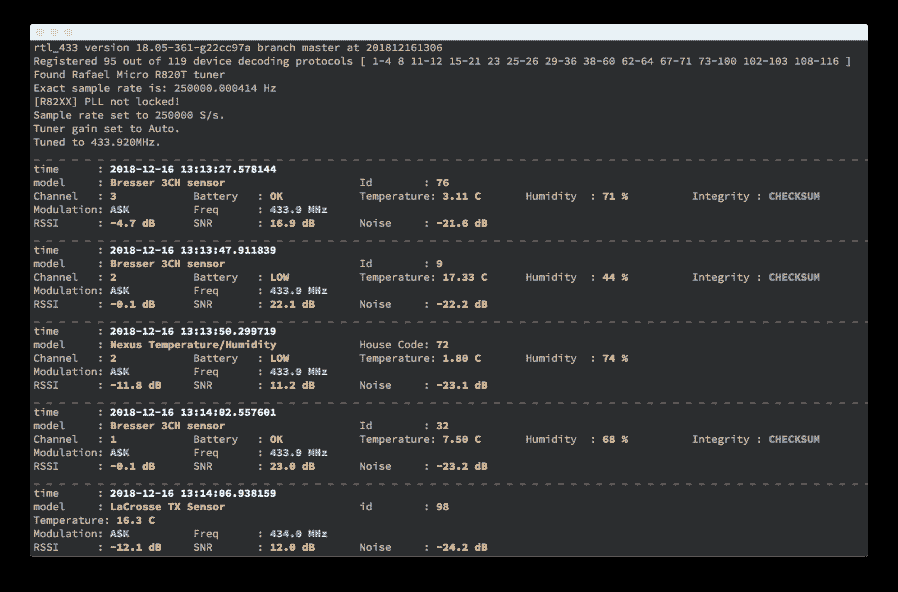 rtl_433 version 18.05-361-g22cc97a branch master at 201812161306
Registered 95 out of 119 device decoding protocols [ 1-4 8 11-12 15-21 23 25-26 29-36 38-60 62-64 67-71 73-100 102-103 108-116 ]
Found Rafael Micro R820T tuner
Exact sample rate is: 250000.000414 Hz
[R82XX] PLL not locked!
Sample rate set to 250000 S/s.
Tuner gain set to Auto.
Tuned to 433.920MHz.
time : 2018-12-16 13:13:27.578144
model : Bresser 3CH sensor Id : 76
Channel : 3 Battery : OK Temperature: 3.11 C Humidity : 71 % Integrity : CHECKSUM
Modulation: ASK Freq : 433.9 MHz
RSSI : -4.7 dB SNR : 16.9 dB Noise : -21.6 dB
time : 2018-12-16 13:13:47.911839
model : Bresser 3CH sensor Id : 9
Channel : 2 Battery : LOW Temperature: 17.33 C Humidity : 44 % Integrity : CHECKSUM
Modulation: ASK Freq : 433.9 MHz
RSSI : -0.1 dB SNR : 22.1 dB Noise : -22.2 dB
time : 2018-12-16 13:13:50.299719
model : Nexus Temperature/Humidity House Code: 72
Channel : 2 Battery : LOW Temperature: 1.80 C Humidity : 74 %
Modulation: ASK Freq : 433.9 MHz
RSSI : -11.8 dB SNR : 11.2 dB Noise : -23.1 dB
time : 2018-12-16 13:14:02.557601
model : Bresser 3CH sensor Id : 32
Channel : 1 Battery : OK Temperature: 7.50 C Humidity : 68 % Integrity : CHECKSUM
Modulation: ASK Freq : 433.9 MHz
RSSI : -0.1 dB SNR : 23.0 dB Noise : -23.2 dB
time : 2018-12-16 13:14:06.938159
model : LaCrosse TX Sensor id : 98
Temperature: 16.3 C
Modulation: ASK Freq : 434.0 MHz
RSSI : -12.1 dB SNR : 12.0 dB Noise : -24.2 dB